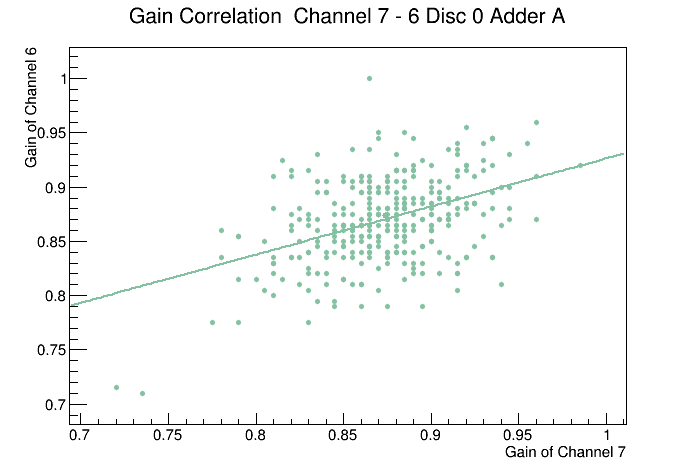 Gain Correlation  Channel 7 - 6 Disc 0 Adder A
Gain of Channel 6
1
0.95
0.9
0.85
0.8
0.75
0.7
0.7 0.75 0.8 0.85 0.9 0.95 1
Gain of Channel 7